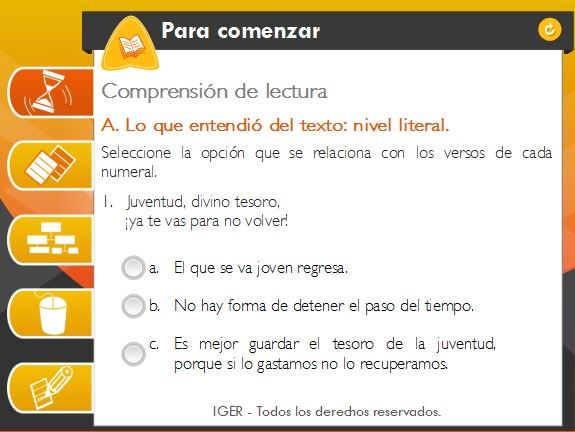 Para comenzar
Comprensión de lectura
A. Lo que entendió del texto: nivel literal.
Seleccione la opción que se relaciona con los versos de cada
numeral.
1. Juventud, divino tesoro,
¡ya te vas para no volver!
a. El que se va joven regresa.
b. No hay forma de detener el paso del tiempo.
c. Es mejor guardar el tesoro de la juventud,
porque si lo gastamos no lo recuperamos.
IGER - Todos los derechos reservados.